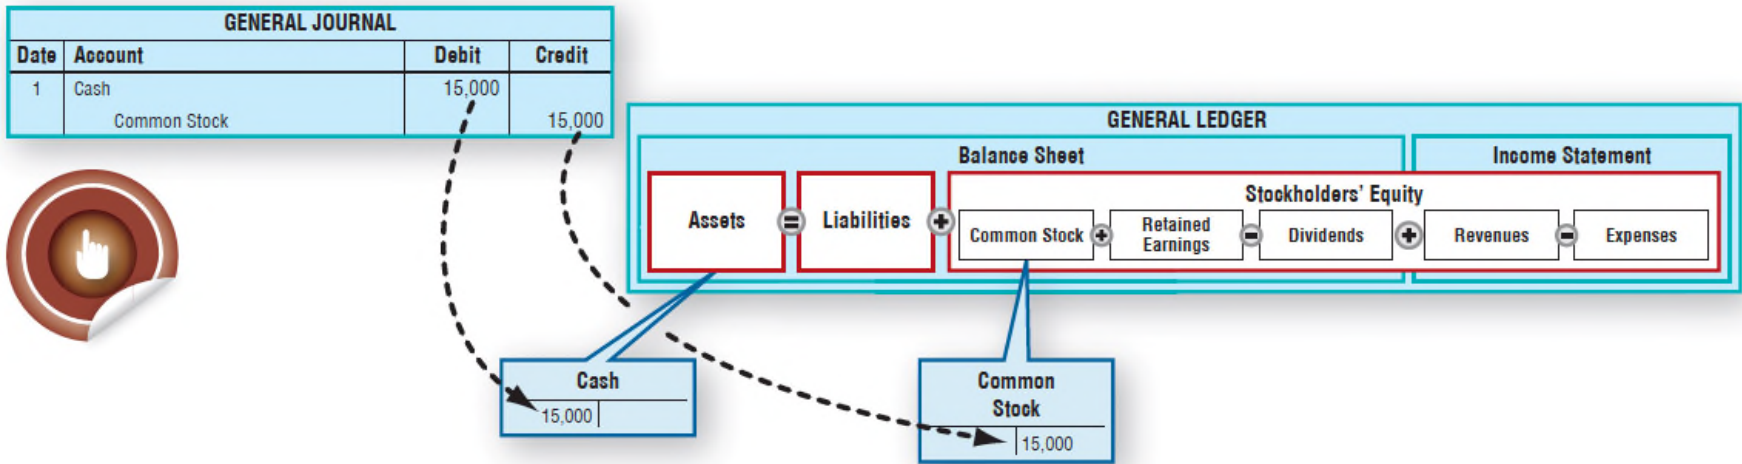 GENERAL JOURNAL
Date Account Debit Credit
1 Cash 15,000
Common Stock 15,000
GENERAL LEDGER
Balance Sheet
Income Statement
Assets = Liabilities +
Stockholders' Equity
Common Stock + Retained Earnings - Dividends + Revenues - Expenses
Cash
15,000
Common
Stock
15,000